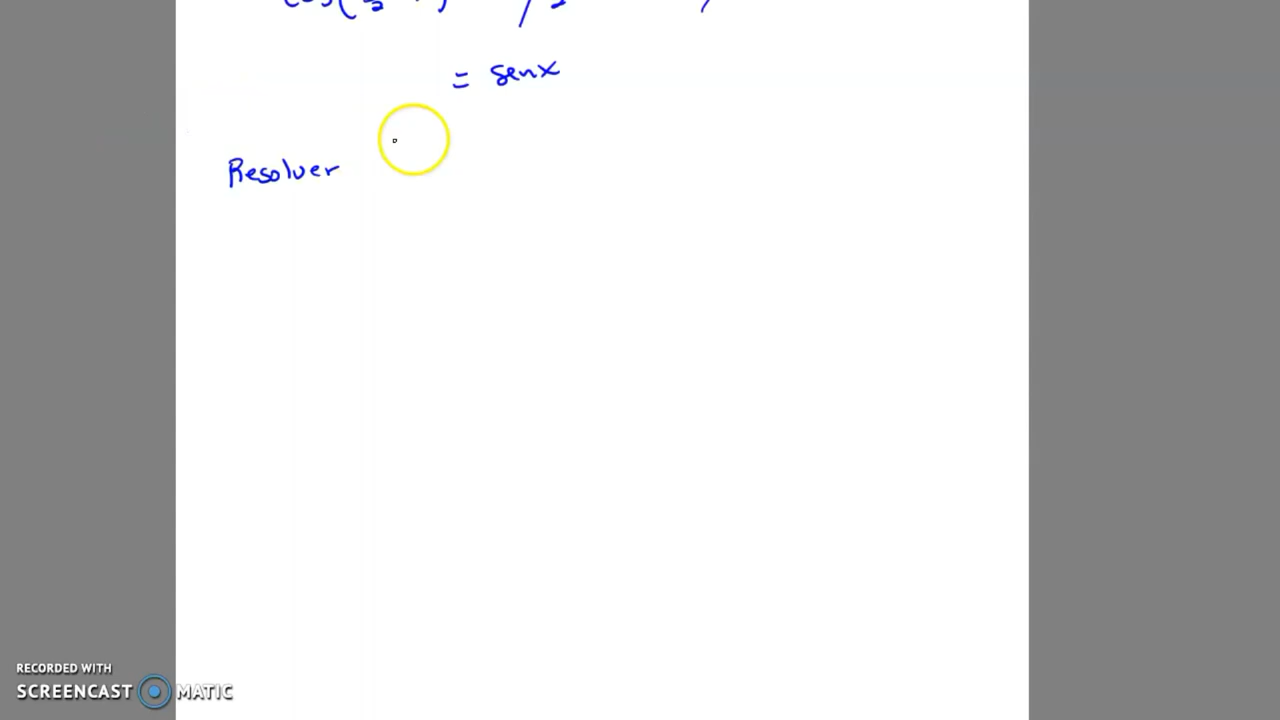 = senx
Resolver
RECORDED WITH
SCREENCAST MATIC